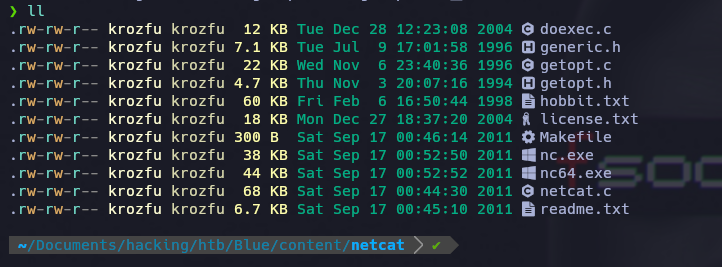 ❯ ll
.rw-rw-r-- krozfu krozfu  12 KB Tue Dec 28 12:23:08 2004 doexec.c
.rw-rw-r-- krozfu krozfu 7.1 KB Tue Jul  9 17:01:58 1996 generic.h
.rw-rw-r-- krozfu krozfu  22 KB Wed Nov  6 23:40:36 1996 getopt.c
.rw-rw-r-- krozfu krozfu 4.7 KB Thu Nov  3 20:07:16 1994 getopt.h
.rw-rw-r-- krozfu krozfu  60 KB Fri Feb  6 16:50:44 1998 hobbit.txt
.rw-rw-r-- krozfu krozfu  18 KB Mon Dec 27 18:37:20 2004 license.txt
.rw-rw-r-- krozfu krozfu 300 B  Sat Sep 17 00:46:14 2011 Makefile
.rw-rw-r-- krozfu krozfu  38 KB Sat Sep 17 00:52:50 2011 nc.exe
.rw-rw-r-- krozfu krozfu  44 KB Sat Sep 17 00:52:52 2011 nc64.exe
.rw-rw-r-- krozfu krozfu  68 KB Sat Sep 17 00:44:30 2011 netcat.c
.rw-rw-r-- krozfu krozfu 6.7 KB Sat Sep 17 00:45:10 2011 readme.txt
~/Documents/hacking/htb/Blue/content/netcat ✔